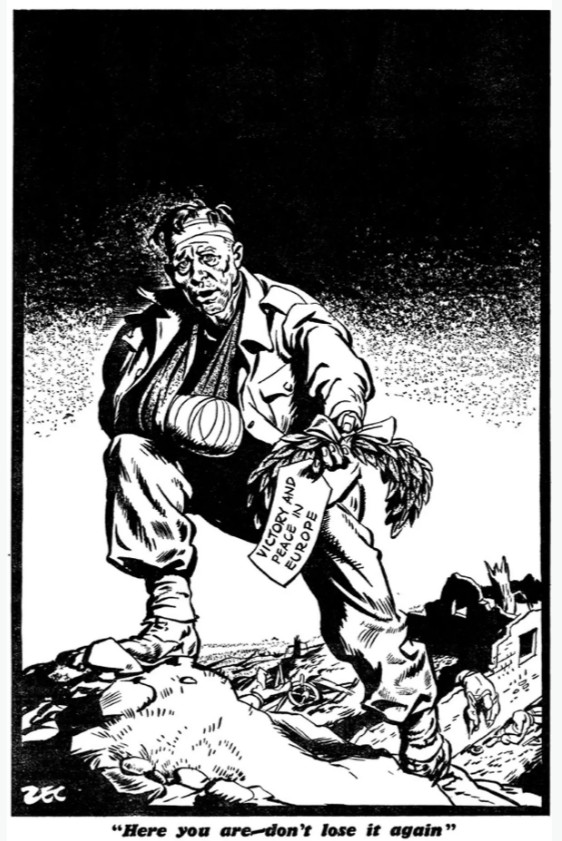 VICTORY AND
PEACE IN
EUROPE
ZEC
"Here you are—don't lose it again"